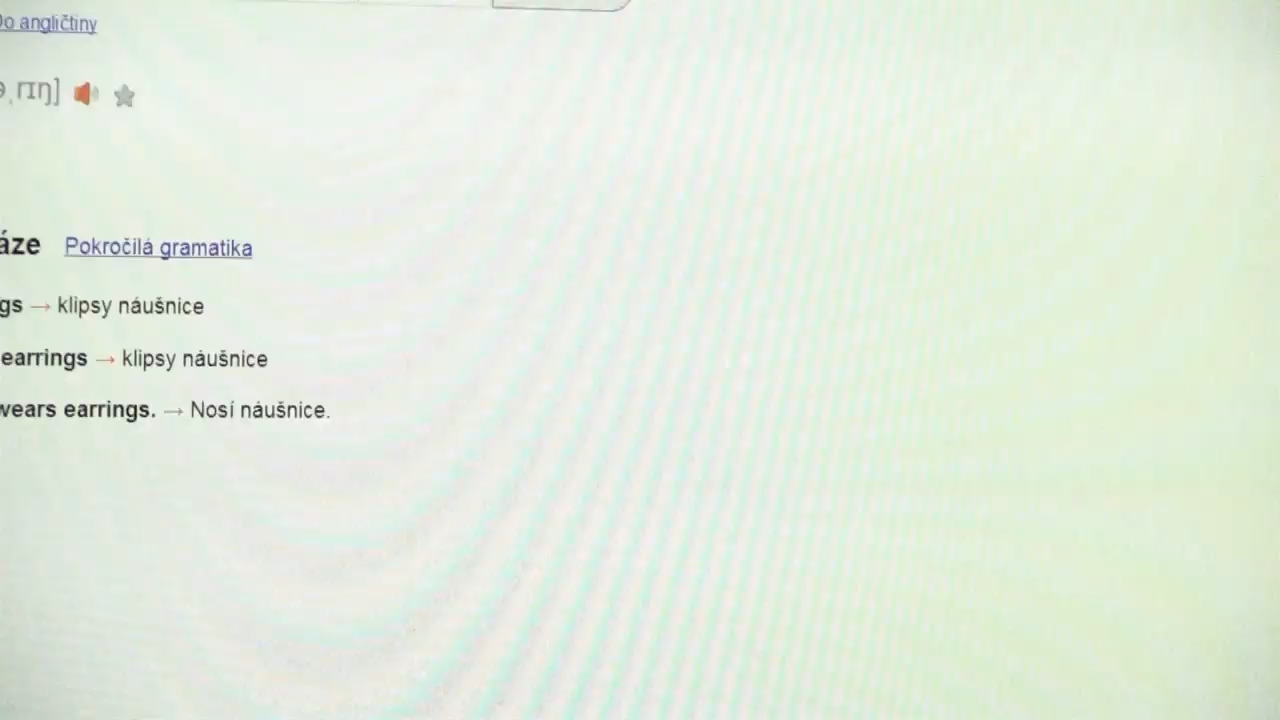 Do angličtiny
ə,rɪŋ]
áze Pokročilá gramatika
gs → klipsy náušnice
earrings → klipsy náušnice
wears earrings. → Nosí náušnice.